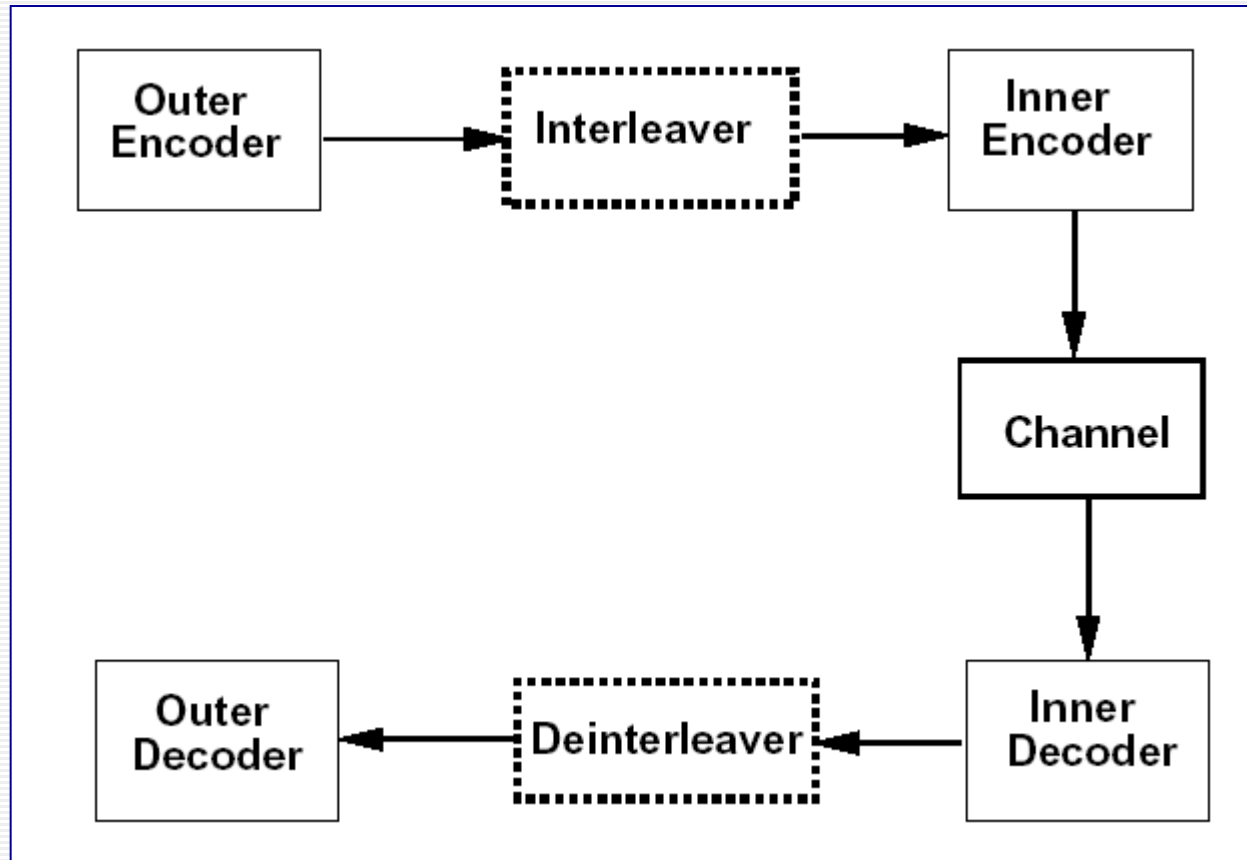 Outer
Encoder
Interleaver
Inner
Encoder
Channel
Outer
Decoder
Deinterleaver
Inner
Decoder